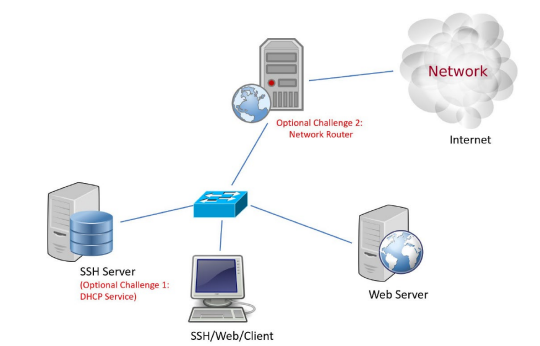 Network
Internet
Optional Challenge 2:
Network Router
SSH Server
(Optional Challenge 1:
DHCP Service)
Web Server
SSH/Web/Client